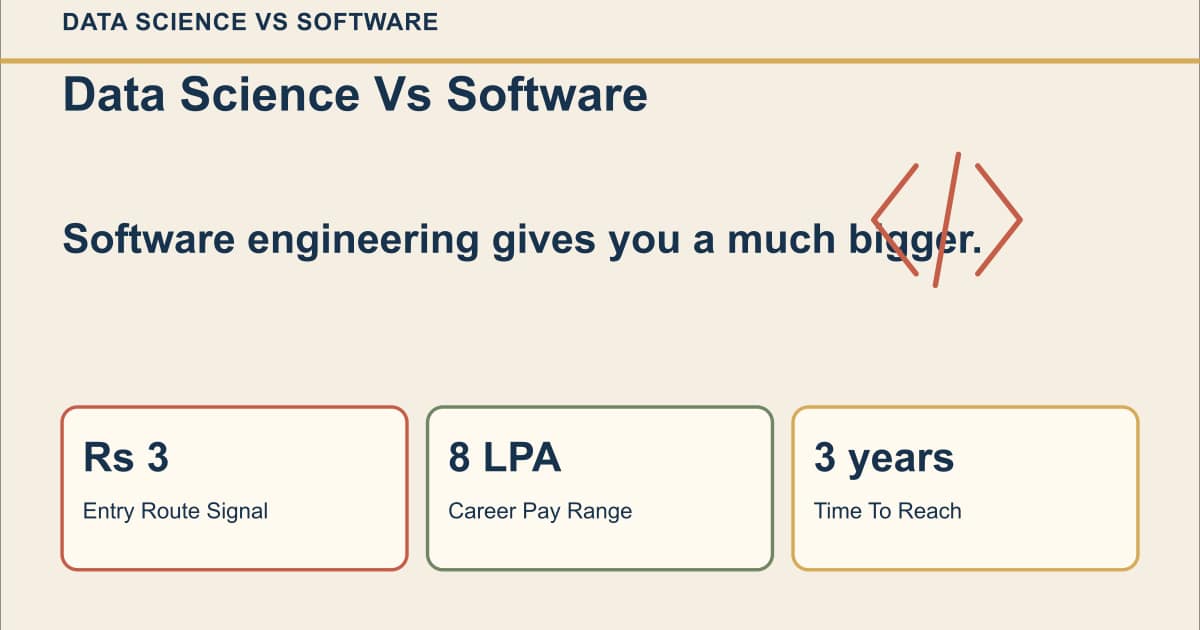 DATA SCIENCE VS SOFTWARE
Data Science Vs Software
Software engineering gives you a much bigger.
Rs 3
Entry Route Signal
8 LPA
Career Pay Range
3 years
Time To Reach